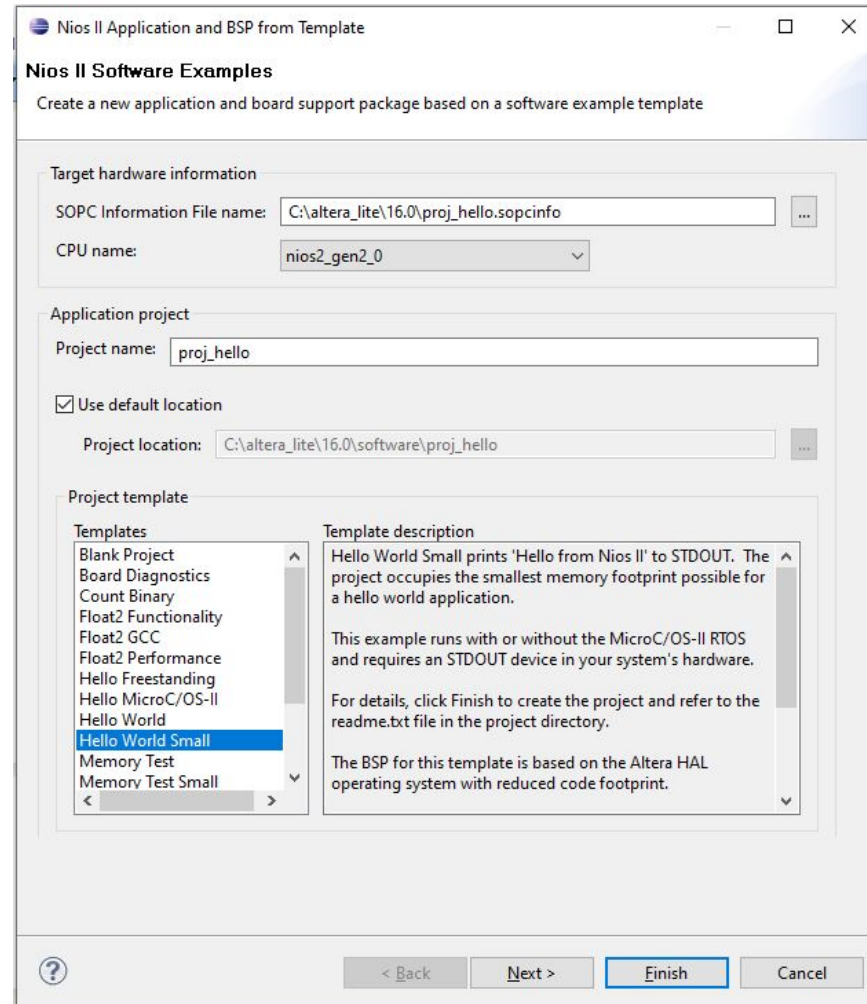 Nios II Application and BSP from Template
Nios II Software Examples
Create a new application and board support package based on a software example template
Target hardware information
SOPC Information File name: C:\altera_lite\16.0\proj_hello.sopcinfo ...
CPU name: nios2_gen2_0
Application project
Project name: proj_hello
Use default location
Project location: C:\altera_lite\16.0\software\proj_hello ...
Project template
Templates
Blank Project
Board Diagnostics
Count Binary
Float2 Functionality
Float2 GCC
Float2 Performance
Hello Freestanding
Hello MicroC/OS-II
Hello World
Hello World Small
Memory Test
Memory Test Small
Template description
Hello World Small prints 'Hello from Nios II' to STDOUT. The
project occupies the smallest memory footprint possible for
a hello world application.
This example runs with or without the MicroC/OS-II RTOS
and requires an STDOUT device in your system's hardware.
For details, click Finish to create the project and refer to the
readme.txt file in the project directory.
The BSP for this template is based on the Altera HAL
operating system with reduced code footprint.
? < Back Next > Finish Cancel